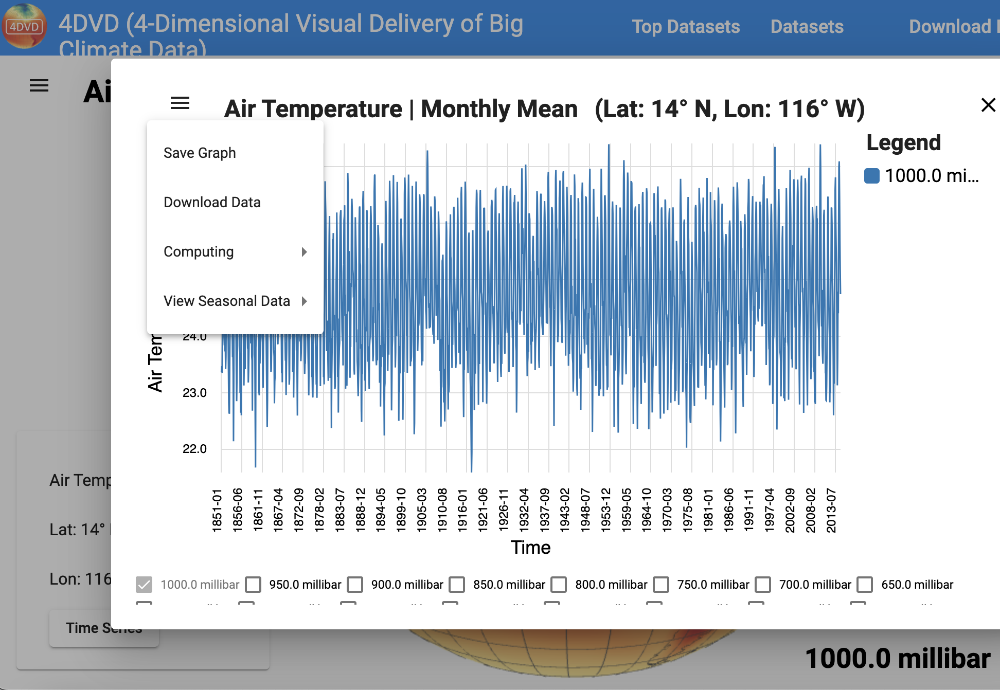 4DVD
4DVD (4-Dimensional Visual Delivery of Big
Climate Data)
Top Datasets
Datasets
Download
Ai
Air Temperature | Monthly Mean (Lat: 14° N, Lon: 116° W)
Save Graph
Download Data
Computing
View Seasonal Data
Legend
1000.0 mi...
Air Tem
24.0
23.0
22.0
1851-01
1856-06
1861-11
1867-04
1872-09
1878-02
1883-07
1888-12
1894-05
1899-10
1905-03
1910-08
1916-01
1921-06
1926-11
1932-04
1937-09
1943-02
1948-07
1953-12
1959-05
1964-10
1970-03
1975-08
1981-01
1986-06
1991-11
1997-04
2002-09
2008-02
2013-07
Time
1000.0 millibar
950.0 millibar
900.0 millibar
850.0 millibar
800.0 millibar
750.0 millibar
700.0 millibar
650.0 millibar
Air Temp
Lat: 14°
Lon: 116
Time Series
1000.0 millibar